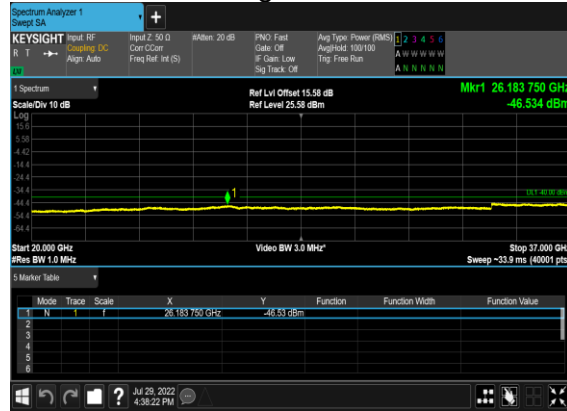 Spectrum Analyzer 1
Swept SA
+
KEYSIGHT Input: RF Input Z: 50 Ω #Atten: 20 dB PNO: Fast Avg Type: Power (RMS) 1 2 3 4 5 6
R T Coupling: DC Corr CCorr Gate: Off Avg|Hold: 100/100 A W W W W W
Align: Auto Freq Ref: Int (S) IF Gain: Low Trig: Free Run
Sig Track: Off A N N N N N
1 Spectrum Ref Lvl Offset 15.58 dB Mkr1 26.183 750 GHz
Scale/Div 10 dB Ref Level 25.58 dBm -46.534 dBm
Log
15.6
5.58
-4.42
-14.4
-24.4
-34.4 1 DL1 -40.00 dBm
-44.4
-54.4
-64.4
Start 20.000 GHz Video BW 3.0 MHz* Stop 37.000 GHz
#Res BW 1.0 MHz Sweep ~33.9 ms (40001 pts)
5 Marker Table
Mode Trace Scale X Y Function Function Width Function Value
1 N 1 f 26.183 750 GHz -46.53 dBm
2
3
4
5
6
? Jul 29, 2022
4:38:22 PM